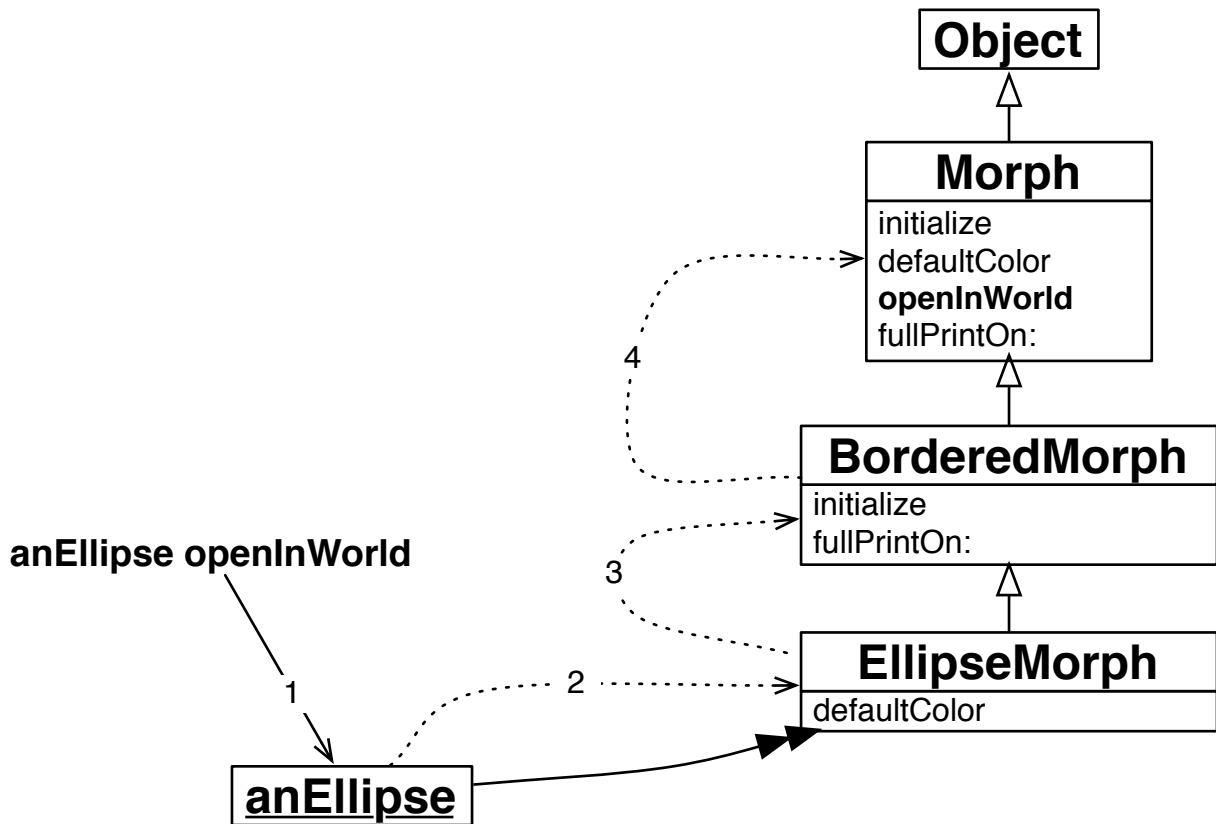 Object
Morph
initialize
defaultColor
openInWorld
fullPrintOn:
4
BorderedMorph
initialize
fullPrintOn:
anEllipse openInWorld
3
EllipseMorph
defaultColor
2
1
anEllipse